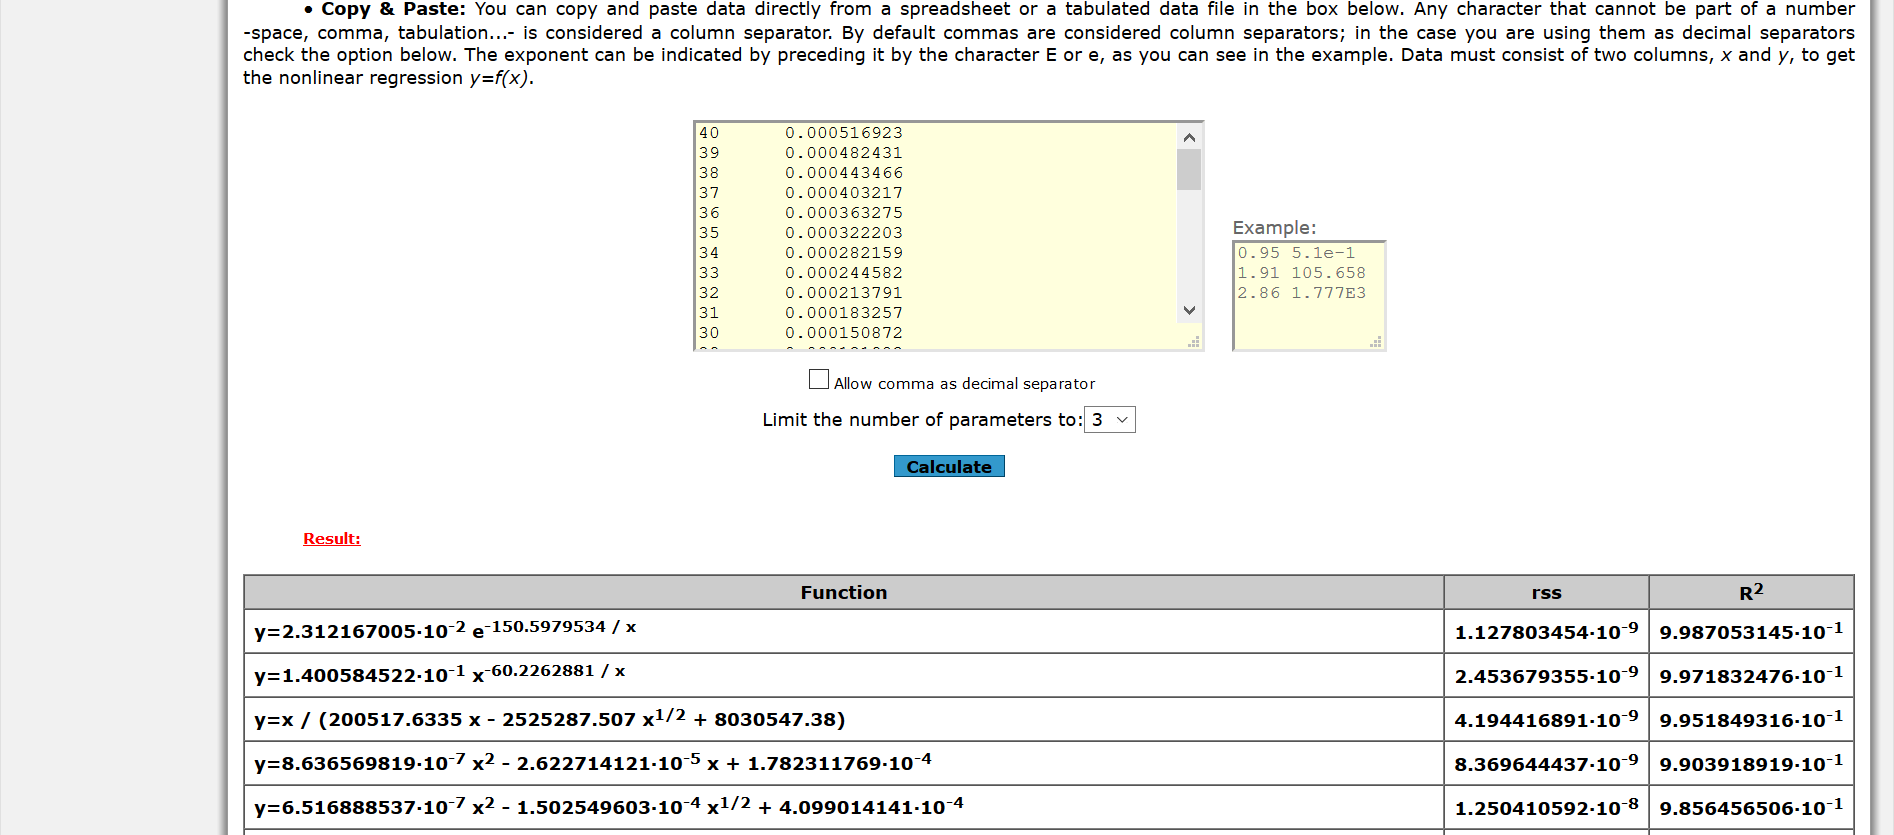 • Copy & Paste: You can copy and paste data directly from a spreadsheet or a tabulated data file in the box below. Any character that cannot be part of a number
-space, comma, tabulation...- is considered a column separator. By default commas are considered column separators; in the case you are using them as decimal separators
check the option below. The exponent can be indicated by preceding it by the character E or e, as you can see in the example. Data must consist of two columns, x and y, to get
the nonlinear regression y=f(x).
40 0.000516923
39 0.000482431
38 0.000443466
37 0.000403217
36 0.000363275
35 0.000322203
34 0.000282159
33 0.000244582
32 0.000213791
31 0.000183257
30 0.000150872
Example:
0.95 5.1e-1
1.91 105.658
2.86 1.777E3
Allow comma as decimal separator
Limit the number of parameters to: 3
Calculate
Result:
Function rss R²
y=2.312167005·10⁻² e^-150.5979534 / x 1.127803454·10⁻⁹ 9.987053145·10⁻¹
y=1.400584522·10⁻¹ x^-60.2262881 / x 2.453679355·10⁻⁹ 9.971832476·10⁻¹
y=x / (200517.6335 x - 2525287.507 x^1/2 + 8030547.38) 4.194416891·10⁻⁹ 9.951849316·10⁻¹
y=8.636569819·10⁻⁷ x² - 2.622714121·10⁻⁵ x + 1.782311769·10⁻⁴ 8.369644437·10⁻⁹ 9.903918919·10⁻¹
y=6.516888537·10⁻⁷ x² - 1.502549603·10⁻⁴ x^1/2 + 4.099014141·10⁻⁴ 1.250410592·10⁻⁸ 9.856456506·10⁻¹